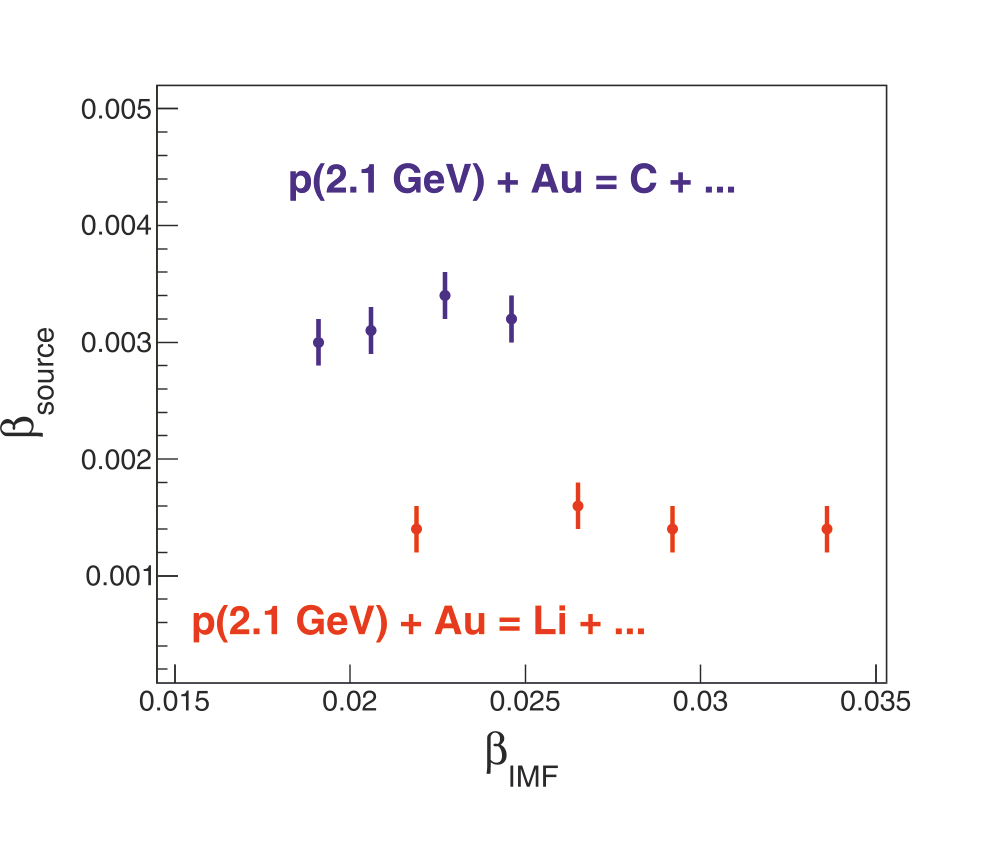 0.005
p(2.1 GeV) + Au = C + ...
0.004
0.003
βsource
0.002
0.001
p(2.1 GeV) + Au = Li + ...
0.015 0.02 0.025 0.03 0.035
βIMF